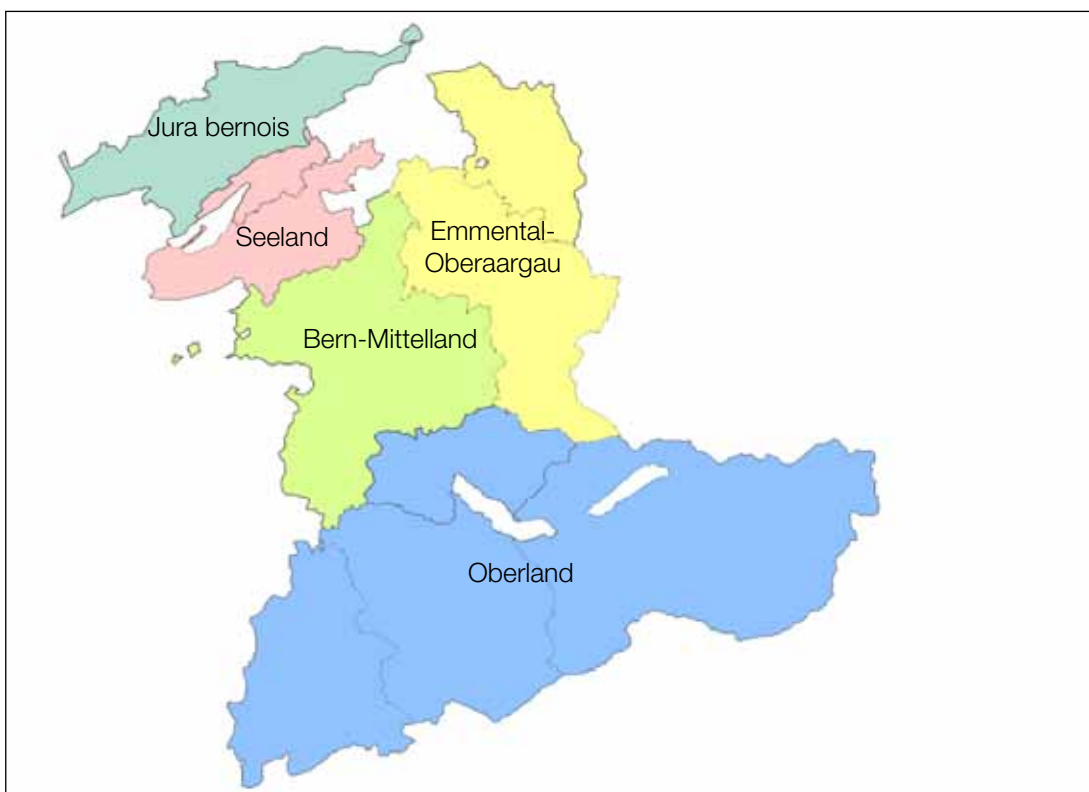 Jura bernois
Seeland
Emmental-
Oberaargau
Bern-Mittelland
Oberland